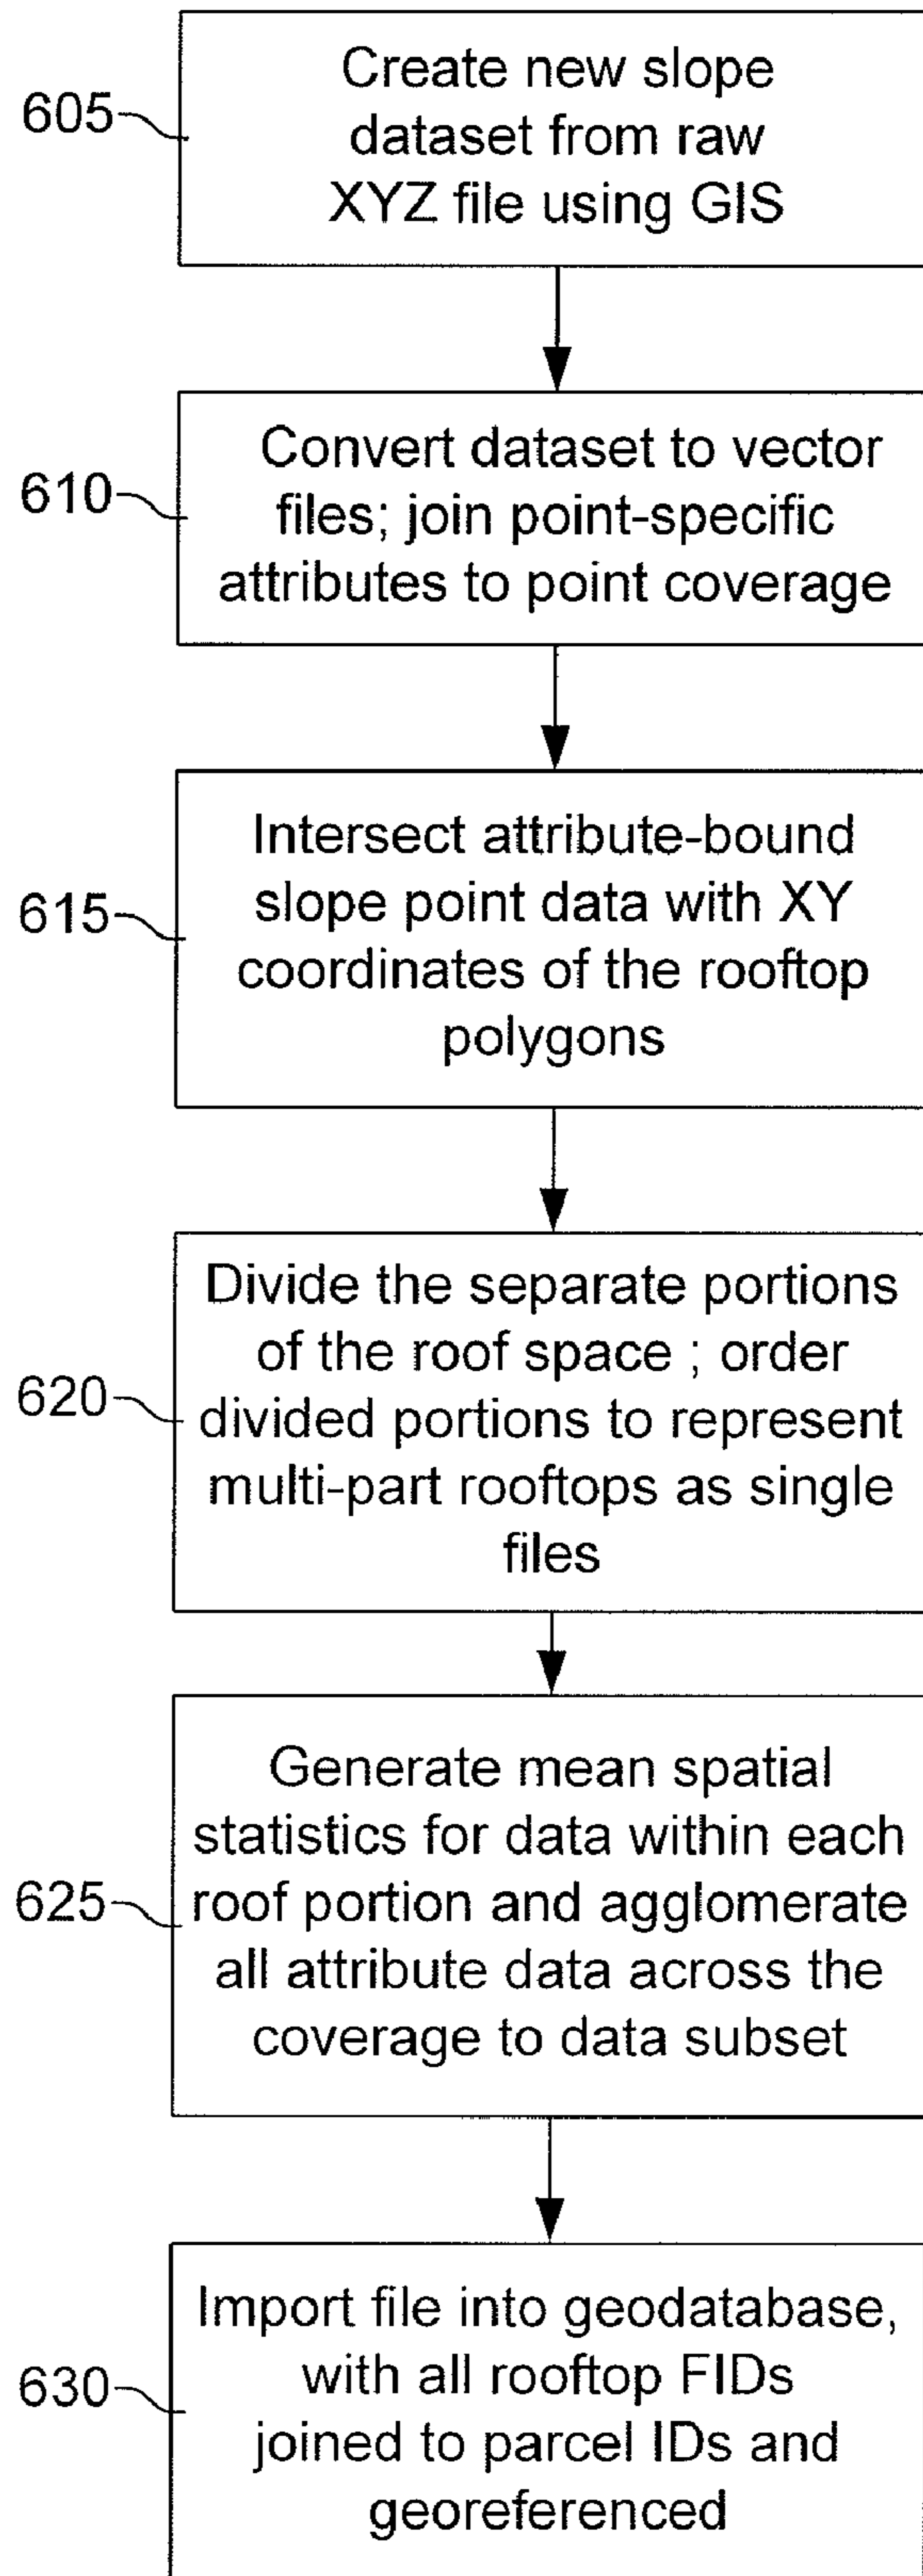 605
Create new slope
dataset from raw
XYZ file using GIS
610
Convert dataset to vector
files; join point-specific
attributes to point coverage
615
Intersect attribute-bound
slope point data with XY
coordinates of the rooftop
polygons
620
Divide the separate portions
of the roof space ; order
divided portions to represent
multi-part rooftops as single
files
625
Generate mean spatial
statistics for data within each
roof portion and agglomerate
all attribute data across the
coverage to data subset
630
Import file into geodatabase,
with all rooftop FIDs
joined to parcel IDs and
georeferenced